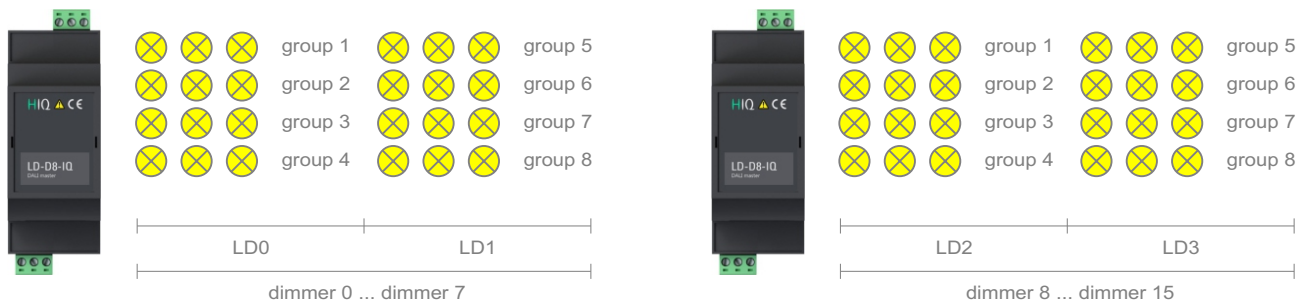 group 1
group 2
group 3
group 4
group 5
group 6
group 7
group 8
HIQ CE
LD-D8-IQ
DALI master
LD0
LD1
dimmer 0 ... dimmer 7
group 1
group 2
group 3
group 4
group 5
group 6
group 7
group 8
HIQ CE
LD-D8-IQ
DALI master
LD2
LD3
dimmer 8 ... dimmer 15